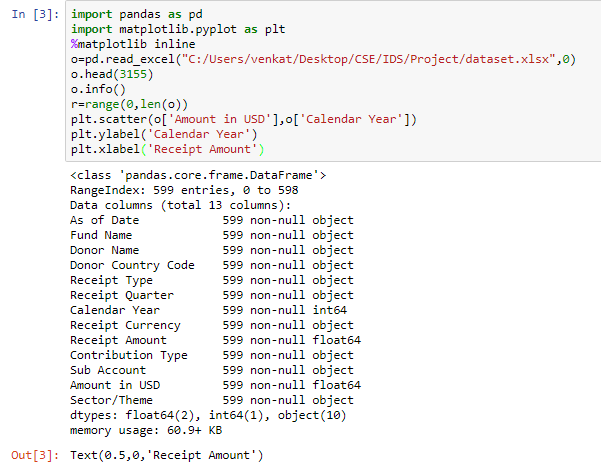 In [3]: import pandas as pd
import matplotlib.pyplot as plt
%matplotlib inline
o=pd.read_excel("C:/Users/venkat/Desktop/CSE/IDS/Project/dataset.xlsx",0)
o.head(3155)
o.info()
r=range(0,len(o))
plt.scatter(o['Amount in USD'],o['Calendar Year'])
plt.ylabel('Calendar Year')
plt.xlabel('Receipt Amount')
<class 'pandas.core.frame.DataFrame'>
RangeIndex: 599 entries, 0 to 598
Data columns (total 13 columns):
As of Date 599 non-null object
Fund Name 599 non-null object
Donor Name 599 non-null object
Donor Country Code 599 non-null object
Receipt Type 599 non-null object
Receipt Quarter 599 non-null object
Calendar Year 599 non-null int64
Receipt Currency 599 non-null object
Receipt Amount 599 non-null float64
Contribution Type 599 non-null object
Sub Account 599 non-null object
Amount in USD 599 non-null float64
Sector/Theme 599 non-null object
dtypes: float64(2), int64(1), object(10)
memory usage: 60.9+ KB
Out[3]: Text(0.5,0,'Receipt Amount')